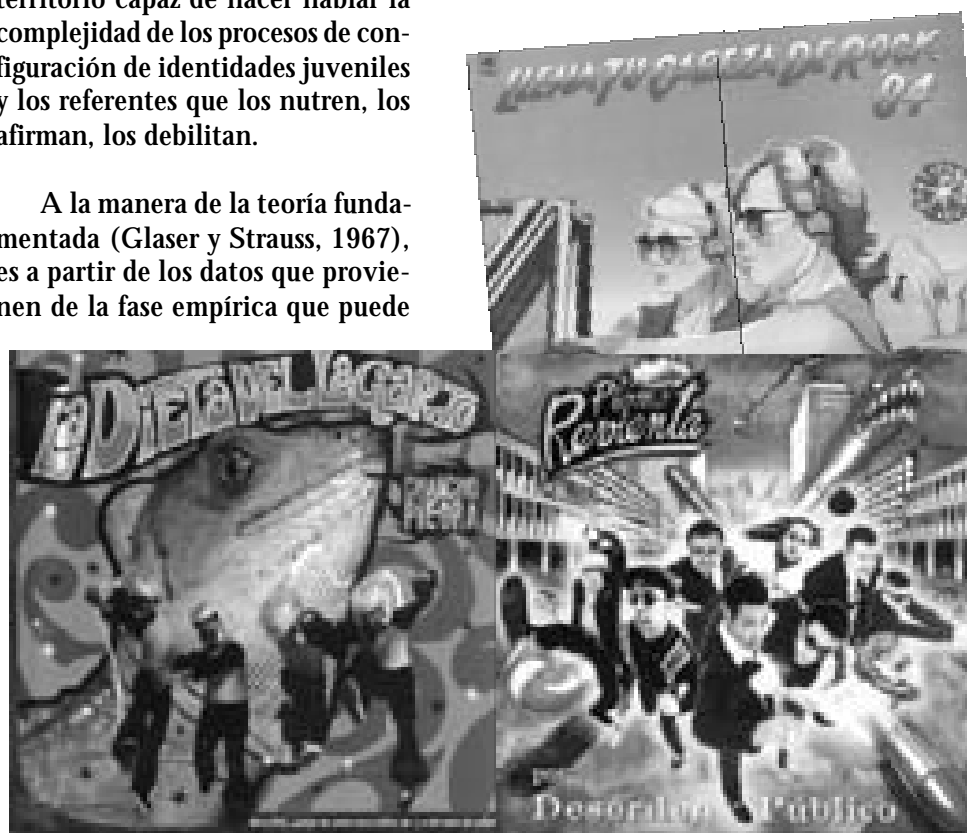 territorio capaz de hacer hablar la
complejidad de los procesos de con-
figuración de identidades juveniles
y los referentes que los nutren, los
afirman, los debilitan.
A la manera de la teoría funda-
mentada (Glaser y Strauss, 1967),
es a partir de los datos que provie-
nen de la fase empírica que puede
LLENA TU CABEZA DE ROCK
'94
La DiETa DEL LaGaRTo
Plomo
Revienta
Desorden Público